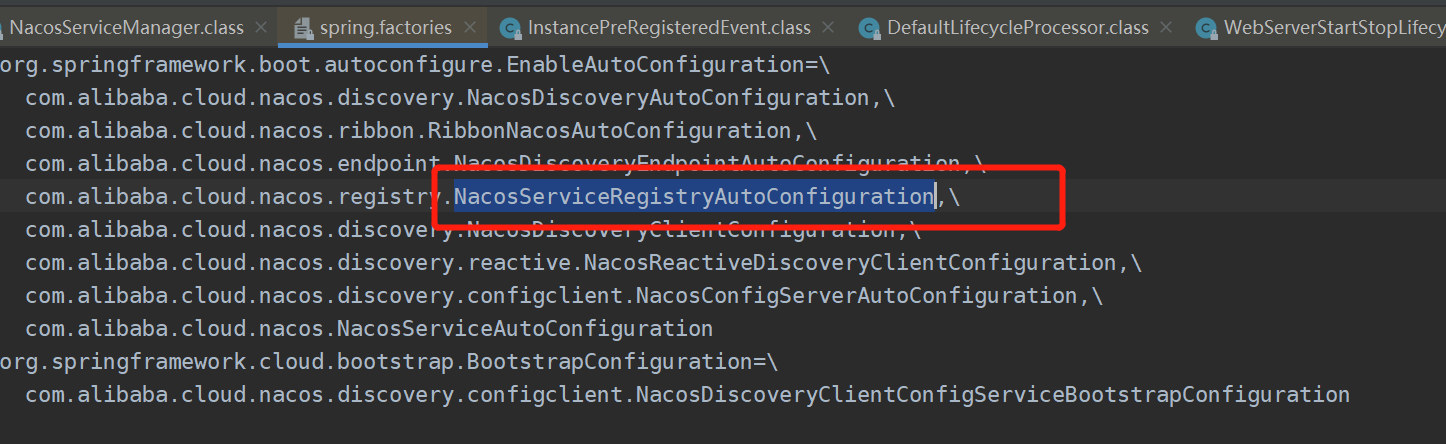 NacosServiceManager.class spring.factories InstancePreRegisteredEvent.class DefaultLifecycleProcessor.class WebServerStartStopLifecy
org.springframework.boot.autoconfigure.EnableAutoConfiguration=\
com.alibaba.cloud.nacos.discovery.NacosDiscoveryAutoConfiguration,\
com.alibaba.cloud.nacos.ribbon.RibbonNacosAutoConfiguration,\
com.alibaba.cloud.nacos.endpoint.NacosDiscoveryEndpointAutoConfiguration,\
com.alibaba.cloud.nacos.registry.NacosServiceRegistryAutoConfiguration,\
com.alibaba.cloud.nacos.discovery.NacosDiscoveryClientConfiguration,\
com.alibaba.cloud.nacos.discovery.reactive.NacosReactiveDiscoveryClientConfiguration,\
com.alibaba.cloud.nacos.discovery.configclient.NacosConfigServerAutoConfiguration,\
com.alibaba.cloud.nacos.NacosServiceAutoConfiguration
org.springframework.cloud.bootstrap.BootstrapConfiguration=\
com.alibaba.cloud.nacos.discovery.configclient.NacosDiscoveryClientConfigServiceBootstrapConfiguration